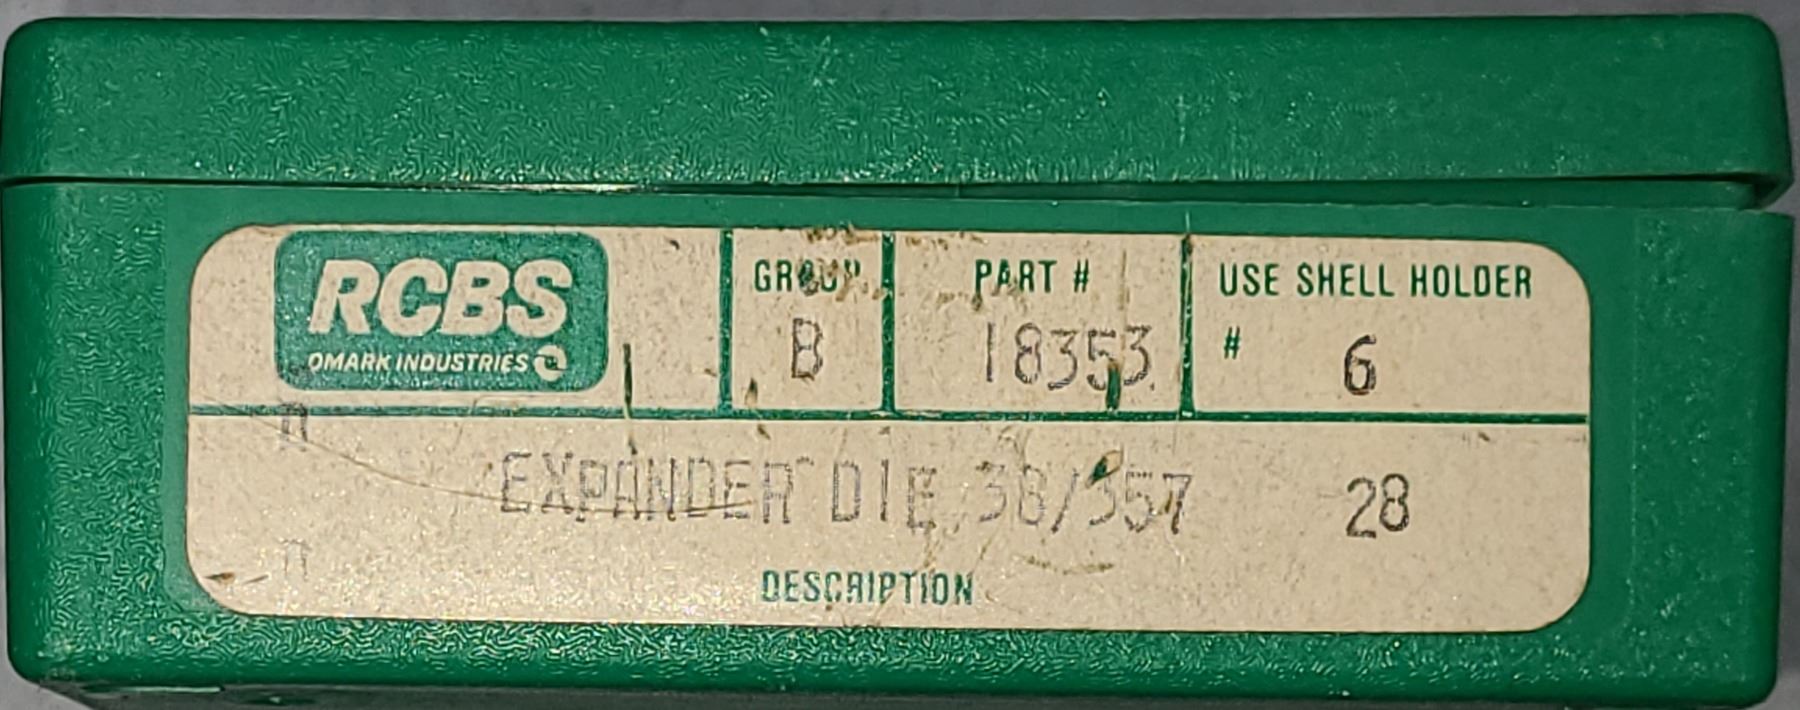 RCBS
OMARK INDUSTRIES
GROUP
B
PART #
18353
USE SHELL HOLDER
# 6
EXPANDER DIE 38/357 28
DESCRIPTION